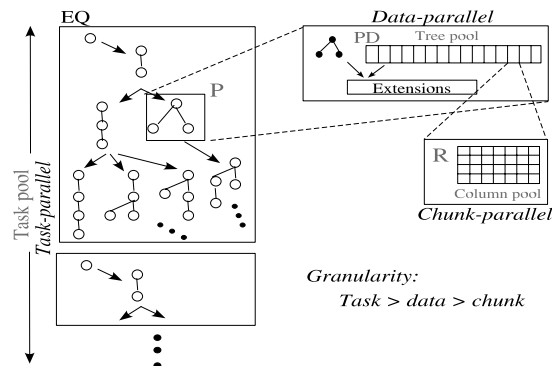 EQ
P
Task pool
Task-parallel
Data-parallel
PD
Tree pool
Extensions
R
Column pool
Chunk-parallel
Granularity:
Task > data > chunk